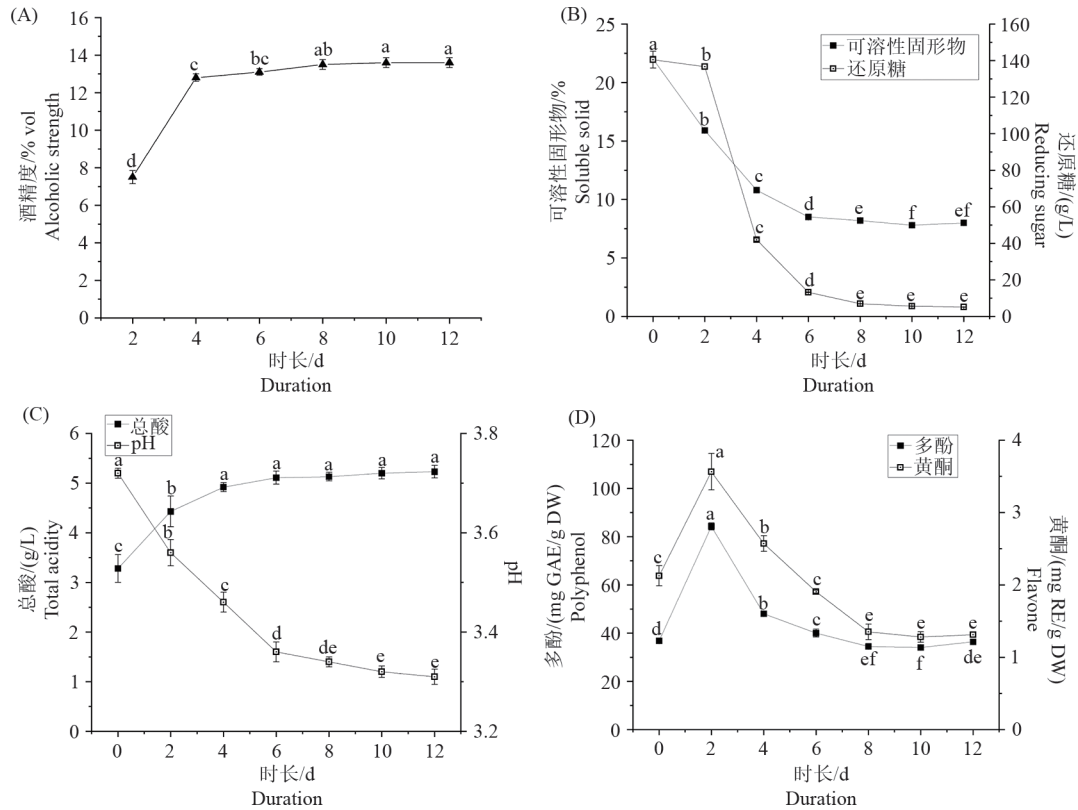 (A)
16
14
12
10
8
6
4
2
0
酒精度/% vol
Alcoholic strength
d
c
bc
ab
a
a
2
4
6
8
10
12
时长/d
Duration
(B)
25
20
15
10
5
0
可溶性固形物/%
Soluble solid
可溶性固形物
还原糖
a
b
b
c
c
d
d
e
e
f
e
ef
e
0
2
4
6
8
10
12
时长/d
Duration
160
140
120
100
80
60
40
20
0
还原糖/(g/L)
Reducing sugar
(C)
总酸
pH
6
5
4
3
2
1
0
总酸/(g/L)
Total acidity
a
c
b
b
a
c
a
d
a
de
a
e
a
e
0
2
4
6
8
10
12
时长/d
Duration
3.8
3.6
3.4
3.2
pH
(D)
多酚
黄酮
120
100
80
60
40
20
0
多酚/(mg GAE/g DW)
Polyphenol
c
d
a
a
b
b
c
c
e
ef
e
f
e
de
0
2
4
6
8
10
12
时长/d
Duration
4
3
2
1
0
黄酮/(mg RE/g DW)
Flavone